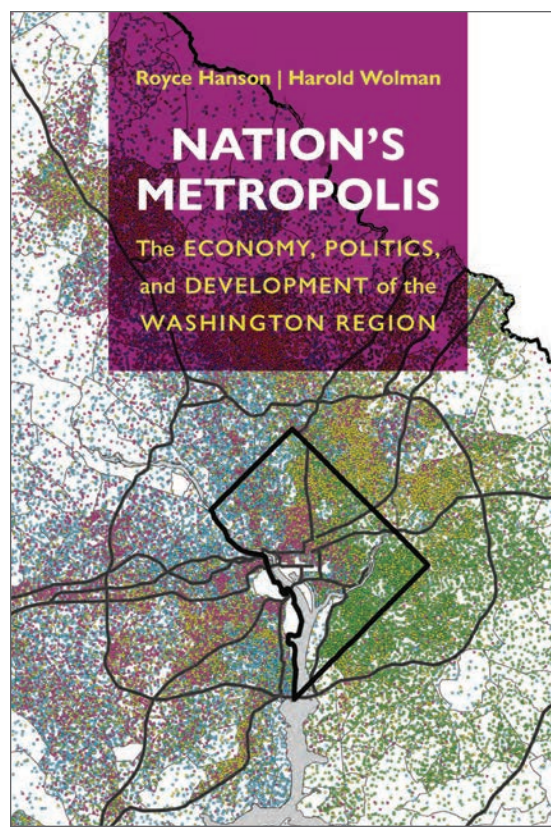 Royce Hanson | Harold Wolman
NATION'S
METROPOLIS
The ECONOMY, POLITICS,
and DEVELOPMENT of the
WASHINGTON REGION